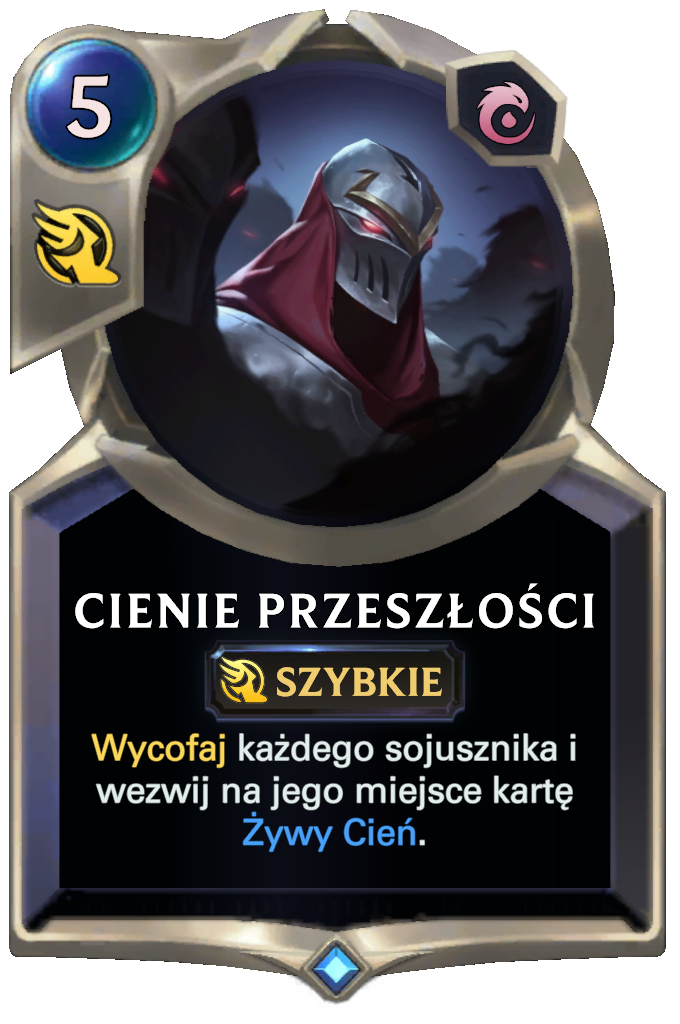 5
CIENIE PRZESZŁOŚCI
SZYBKIE
Wycofaj każdego sojusznika i
wezwij na jego miejsce kartę
Żywy Cień.